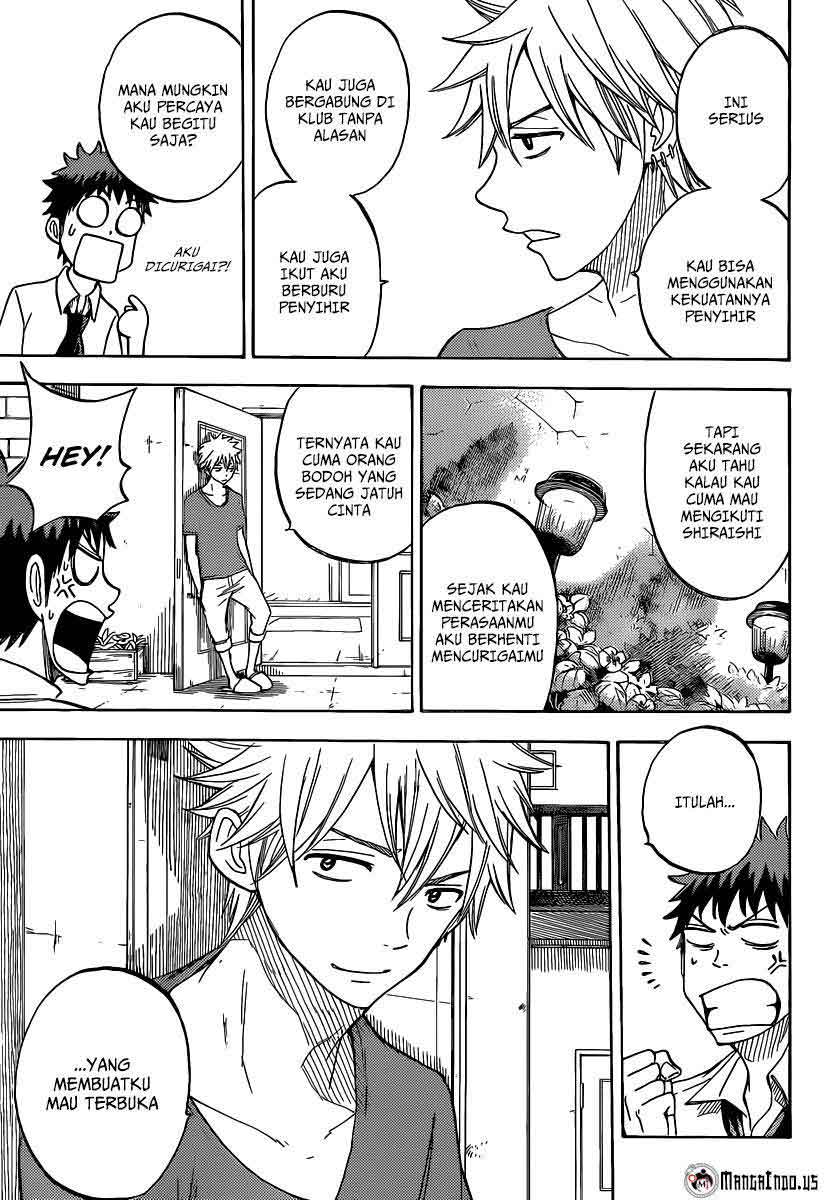 INI
SERIUS
KAU BISA
MENGGUNAKAN
KEKUATANNYA
PENYIHIR
KAU JUGA
BERGABUNG DI
KLUB TANPA
ALASAN
KAU JUGA
IKUT AKU
BERBURU
PENYIHIR
MANA MUNGKIN
AKU PERCAYA
KAU BEGITU
SAJA?
AKU
DICURIGAI?!
TAPI
SEKARANG
AKU TAHU
KALAU KAU
CUMA MAU
MENGIKUTI
SHIRAISHI
SEJAK KAU
MENCERITAKAN
PERASAANMU
AKU BERHENTI
MENCURIGAIMU
TERNYATA KAU
CUMA ORANG
BODOH YANG
SEDANG JATUH
CINTA
HEY!
ITULAH...
...YANG
MEMBUATKU
MAU TERBUKA
MANGAINDO.US